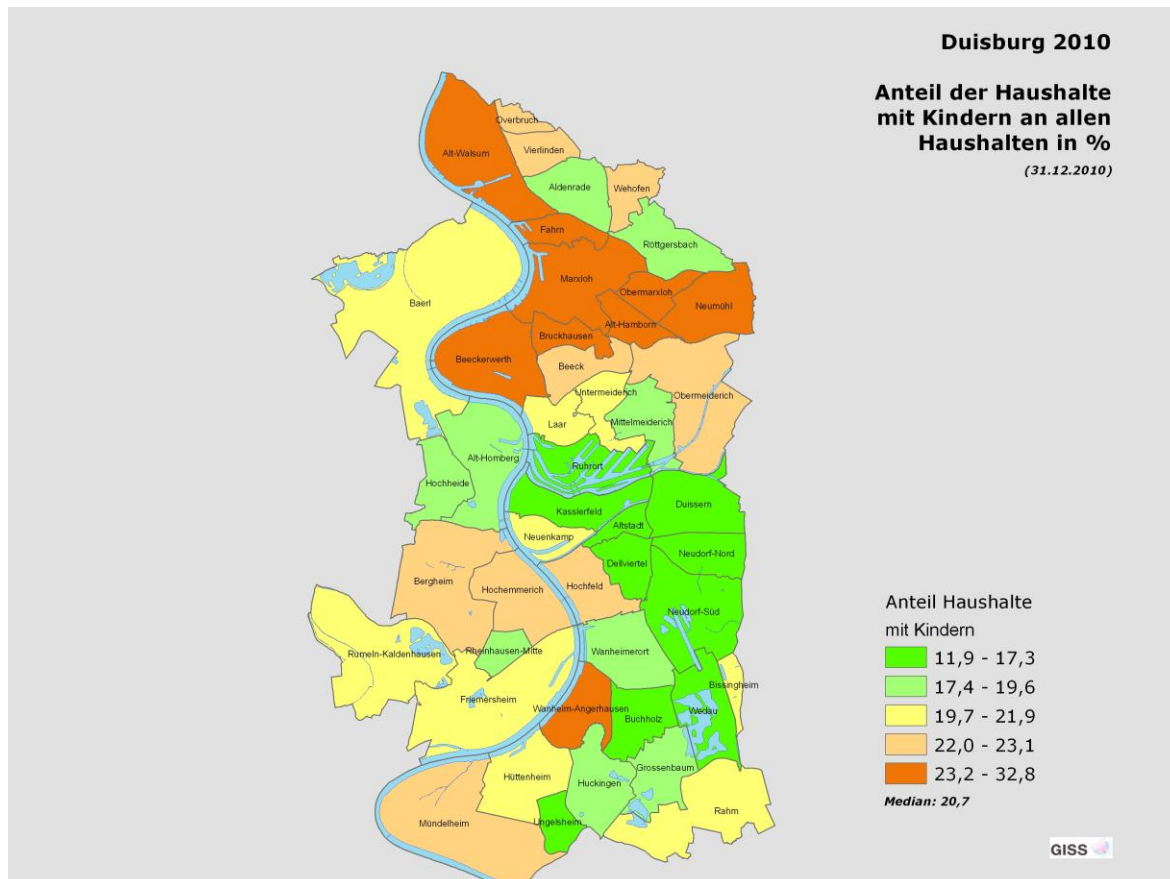 Duisburg 2010
Anteil der Haushalte
mit Kindern an allen
Haushalten in %
(31.12.2010)
Overbruch
Alt-Walsum
Vierlinden
Aldenrade
Wehofen
Fahrn
Röttgersbach
Marxloh
Obermarxloh
Neumühl
Baerl
Alt-Hamborn
Bruckhausen
Beeckerwerth
Beeck
Untermeiderich
Obermeiderich
Laar
Mittelmeiderich
Alt-Homberg
Ruhrort
Hochheide
Kasslerfeld
Duissern
Altstadt
Neuenkamp
Neudorf-Nord
Dellviertel
Bergheim
Hochemmerich
Hochfeld
Neudorf-Süd
Rumeln-Kaldenhausen
Rheinhausen-Mitte
Wanheimerort
Bissingheim
Friemersheim
Wanheim-Angerhausen
Buchholz
Wedau
Grossenbaum
Hüttenheim
Huckingen
Rahm
Mündelheim
Ungelsheim
Anteil Haushalte
mit Kindern
11,9 - 17,3
17,4 - 19,6
19,7 - 21,9
22,0 - 23,1
23,2 - 32,8
Median: 20,7
GISS